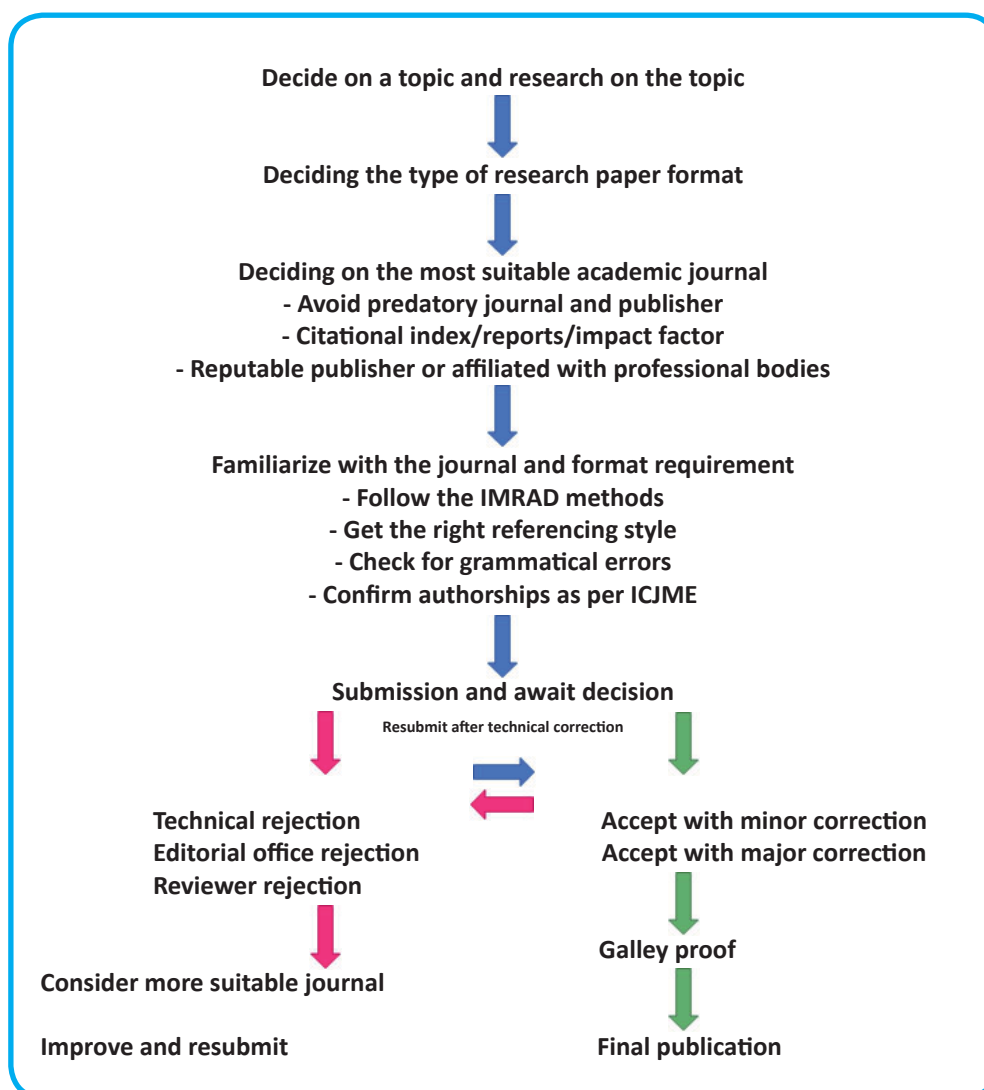 Decide on a topic and research on the topic
Deciding the type of research paper format
Deciding on the most suitable academic journal
- Avoid predatory journal and publisher
- Citational index/reports/impact factor
- Reputable publisher or affiliated with professional bodies
Familiarize with the journal and format requirement
- Follow the IMRAD methods
- Get the right referencing style
- Check for grammatical errors
- Confirm authorships as per ICJME
Submission and await decision
Resubmit after technical correction
Technical rejection
Editorial office rejection
Reviewer rejection
Accept with minor correction
Accept with major correction
Galley proof
Consider more suitable journal
Improve and resubmit
Final publication